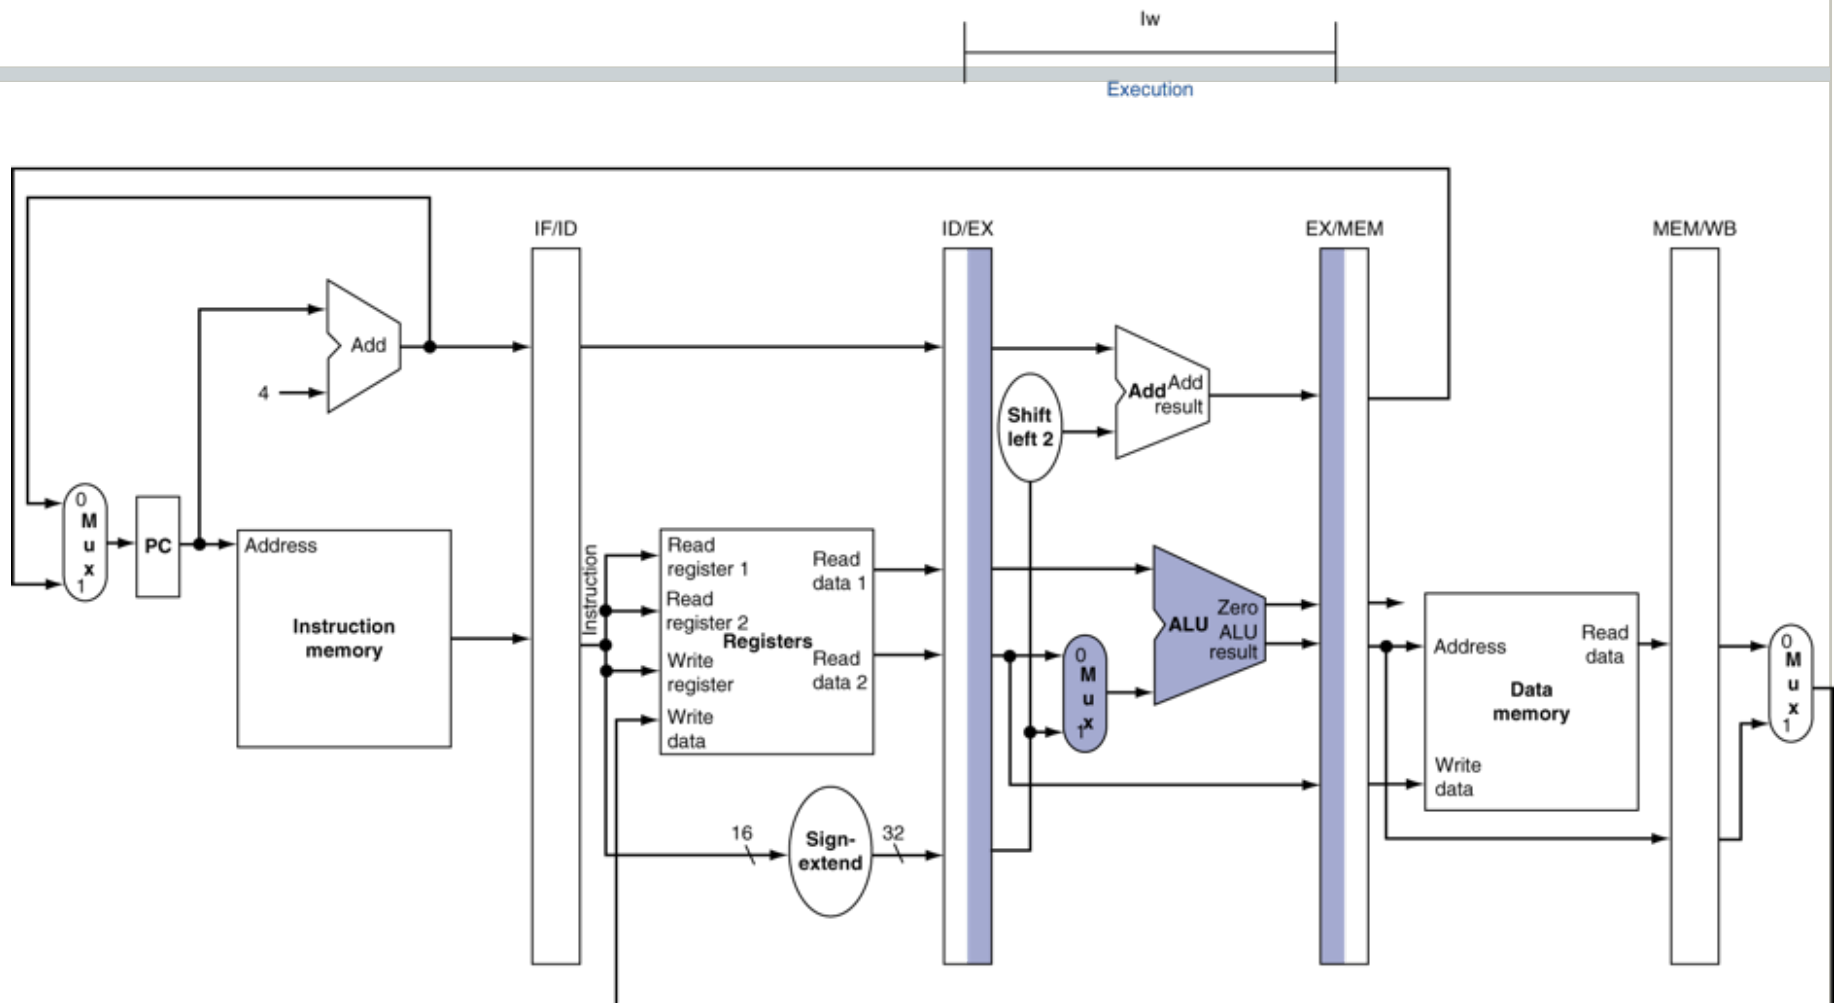 lw
Execution
IF/ID
ID/EX
EX/MEM
MEM/WB
Add
4
Add
Add
result
Shift
left 2
0
M
u
x
1
PC
Address
Instruction
memory
Instruction
Read
register 1
Read
register 2
Write
register
Write
data
Registers
Read
data 1
Read
data 2
16
Sign-
extend
32
0
M
u
x
1
ALU
Zero
ALU
result
Address
Read
data
Data
memory
Write
data
0
M
u
x
1